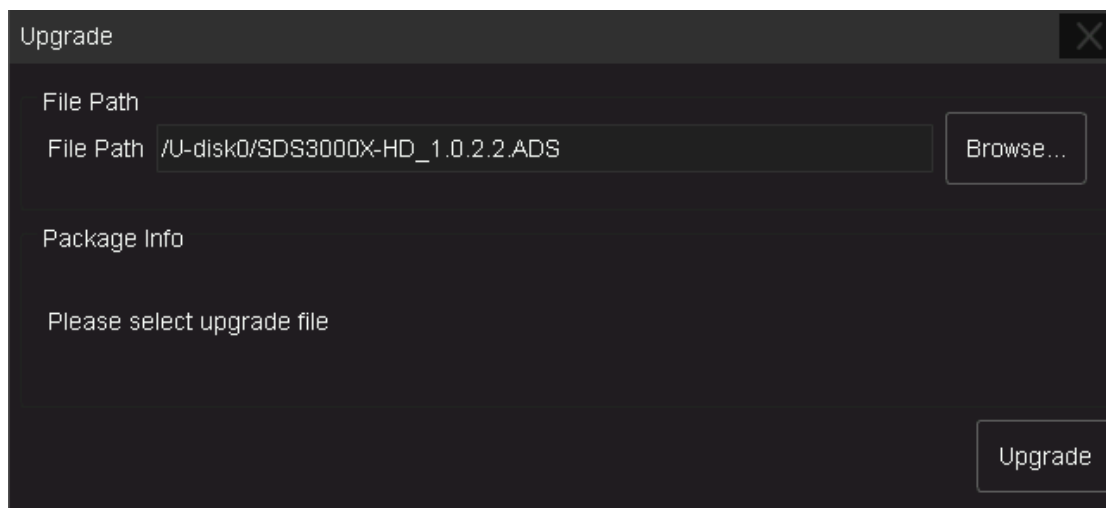 Upgrade
File Path
File Path /U-disk0/SDS3000X-HD_1.0.2.2.ADS Browse...
Package Info
Please select upgrade file
Upgrade